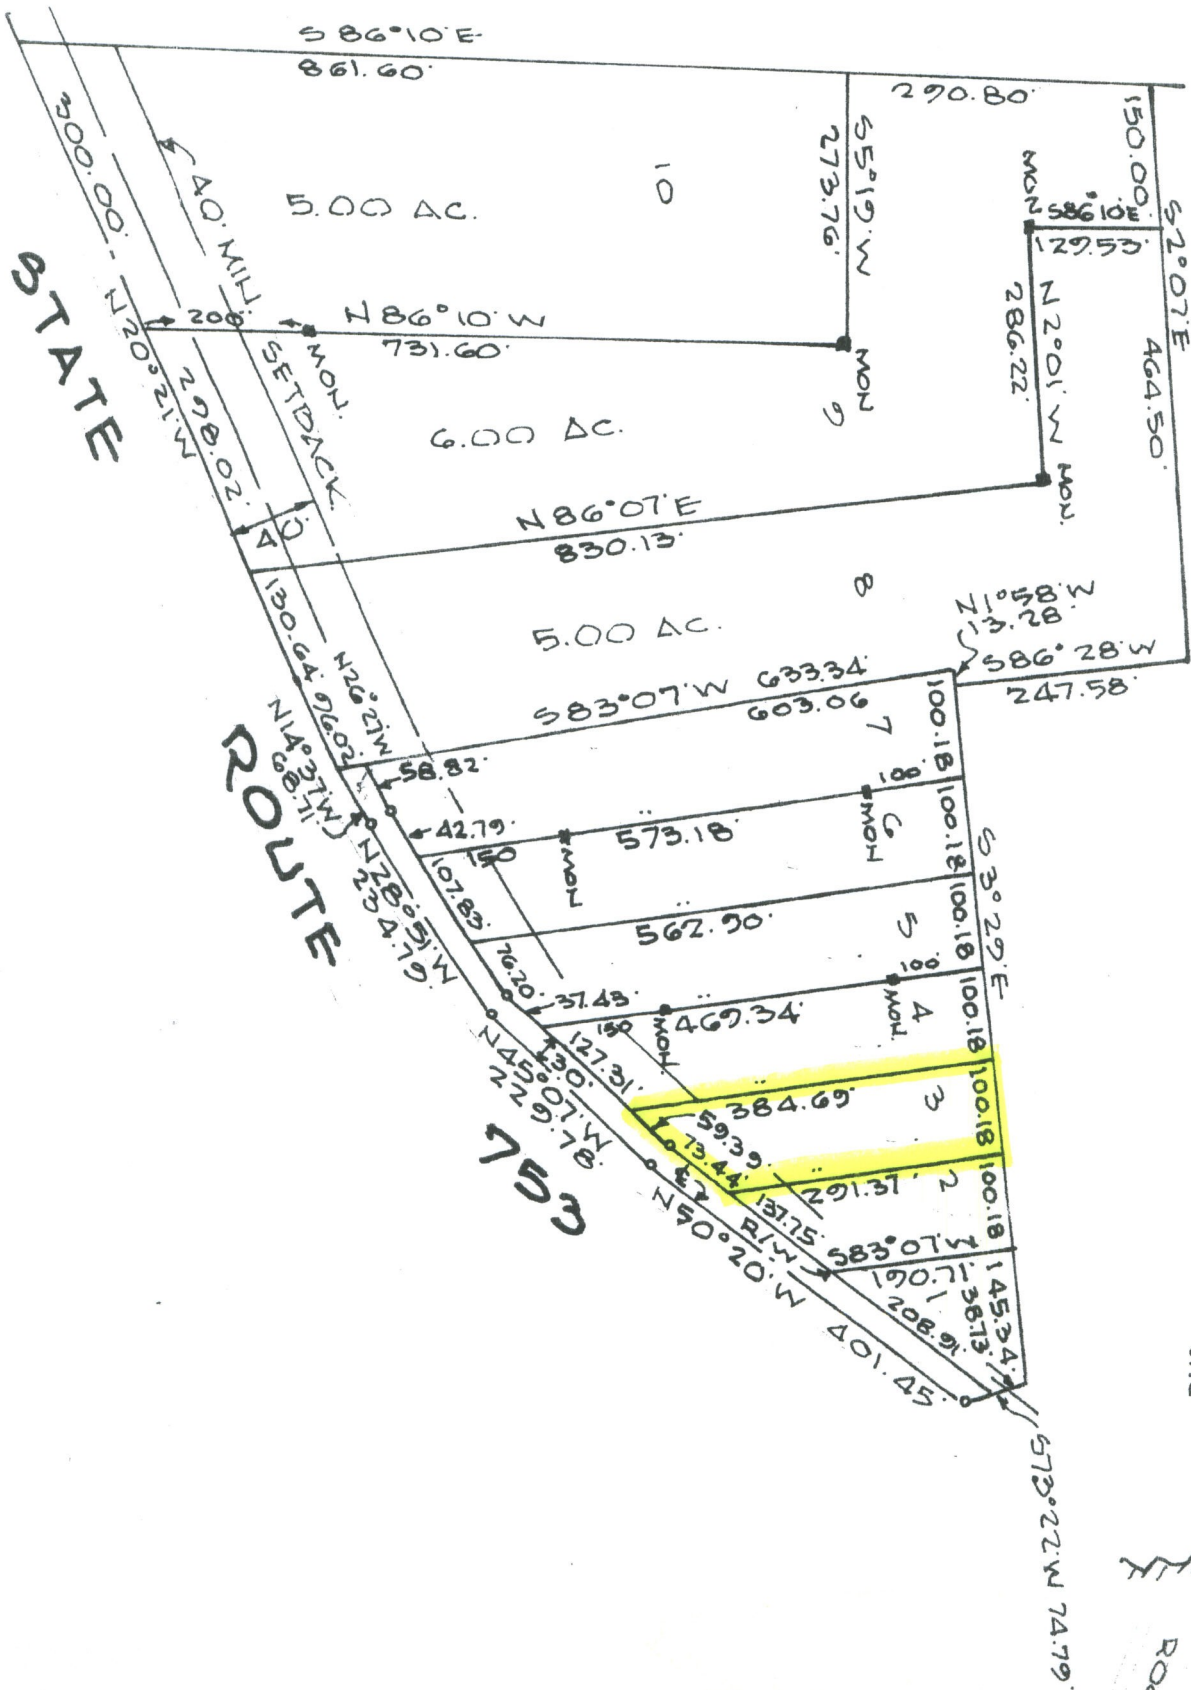 S 86°10' E
861.60'
290.80'
150.00'
S 2°07' E
464.50'
S 5°19' W
273.76'
10
5.00 AC.
300.00'
40' MIN. SETBACK
MON
S86°10'E
129.53'
N 2°01' W
286.22'
MON.
200'
MON.
N 86°10' W
731.60'
MON
9
6.00 AC.
N 20°21' W
298.02'
40'
STATE
N 86°07' E
830.13'
8
5.00 AC.
N 1°58' W
13.28'
S 86°28' W
247.58'
130.64'
96.02'
N 26°27' W
S 83°07' W
633.34'
603.06
7
100.18
58.82'
N 14°37' W
68.71'
ROUTE
42.79'
150
MON
573.18'
100'
MON
6
100.18
107.83'
N 28°51' W
234.79'
562.90'
5
100.18
S 3°29' E
76.20'
37.43'
150
MON.
469.34'
100'
MON.
4
100.18
N 45°07' W
229.78'
30'
127.31'
384.69'
3
100.18
59.39'
73.44'
291.37'
2
100.18
753
137.75'
R/W
S 83°07' W
190.71'
1
145.34'
38.73'
208.91'
N 50°20' W
401.45'
S 73°22' W 74.79'